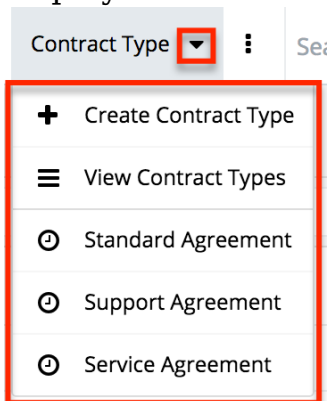 Contract Type
Create Contract Type
View Contract Types
Standard Agreement
Support Agreement
Service Agreement